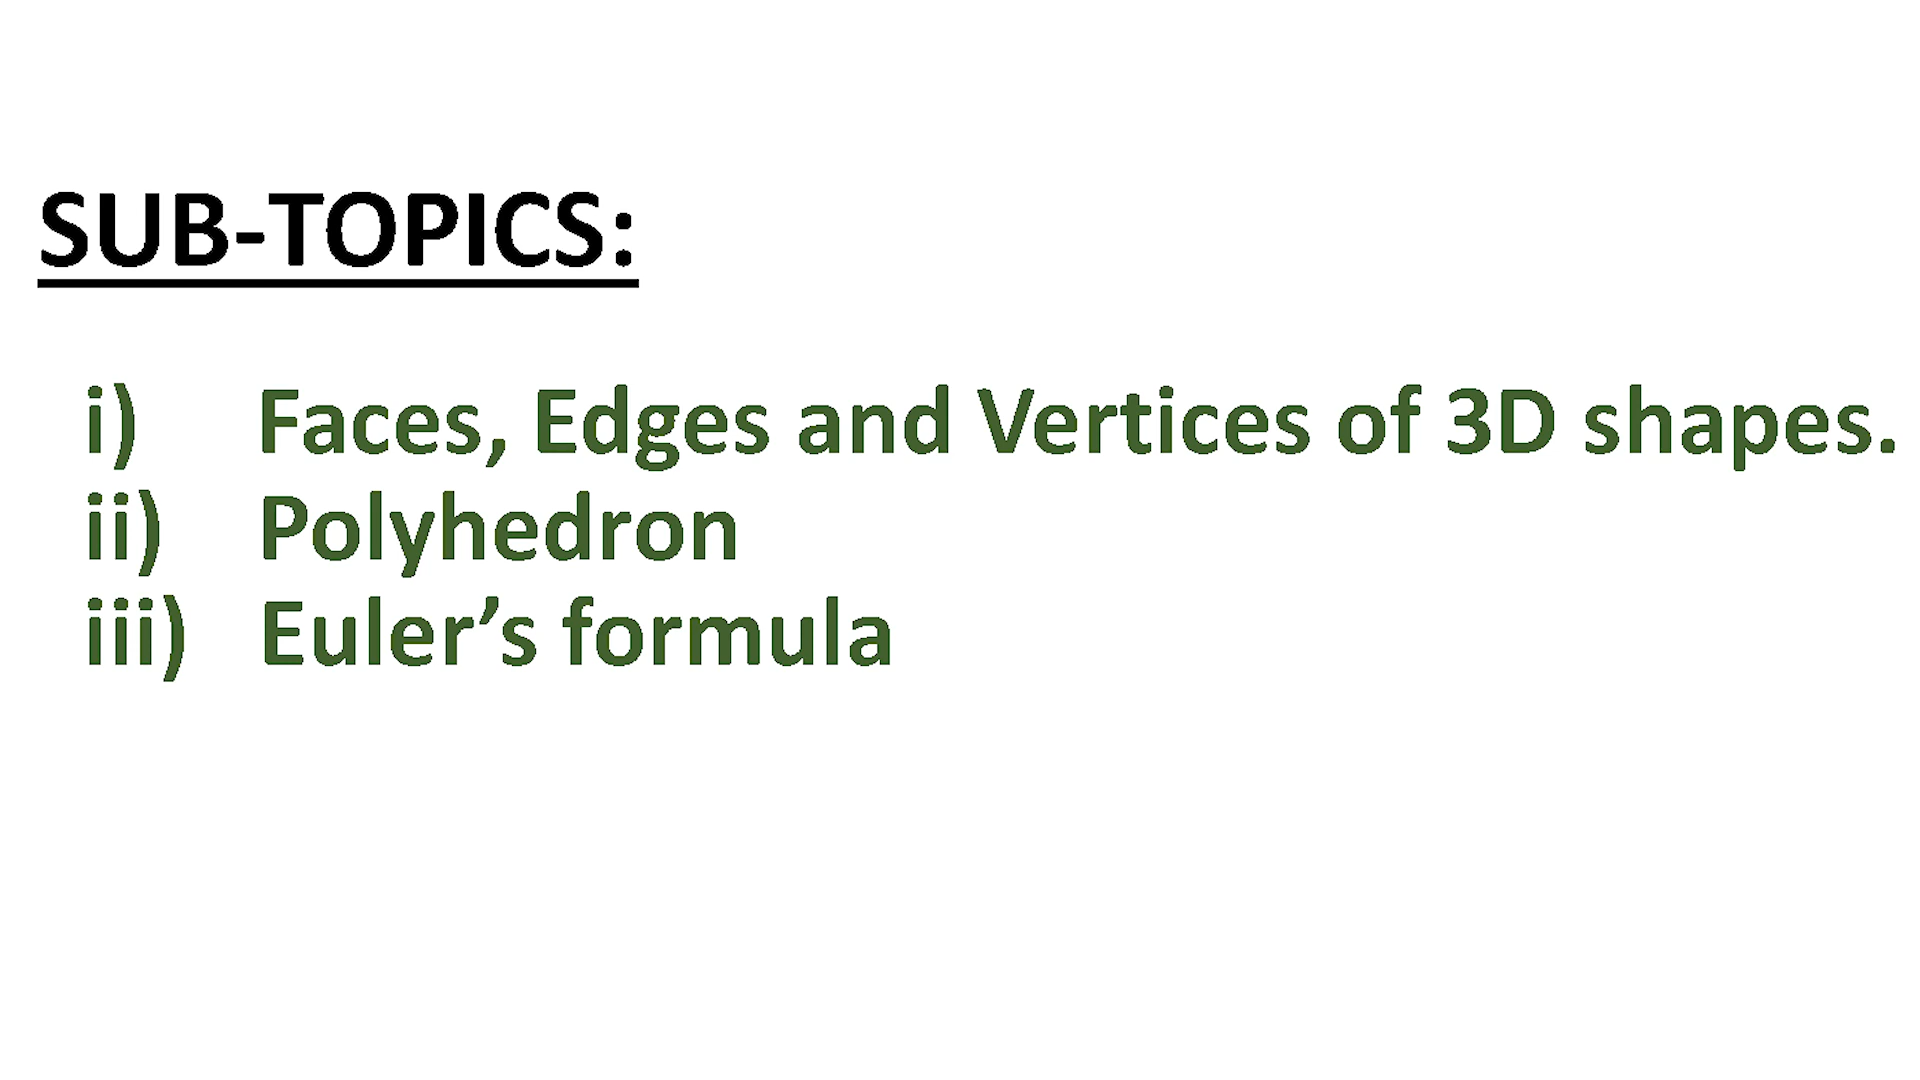 SUB-TOPICS:
i) Faces, Edges and Vertices of 3D shapes.
ii) Polyhedron
iii) Euler’s formula